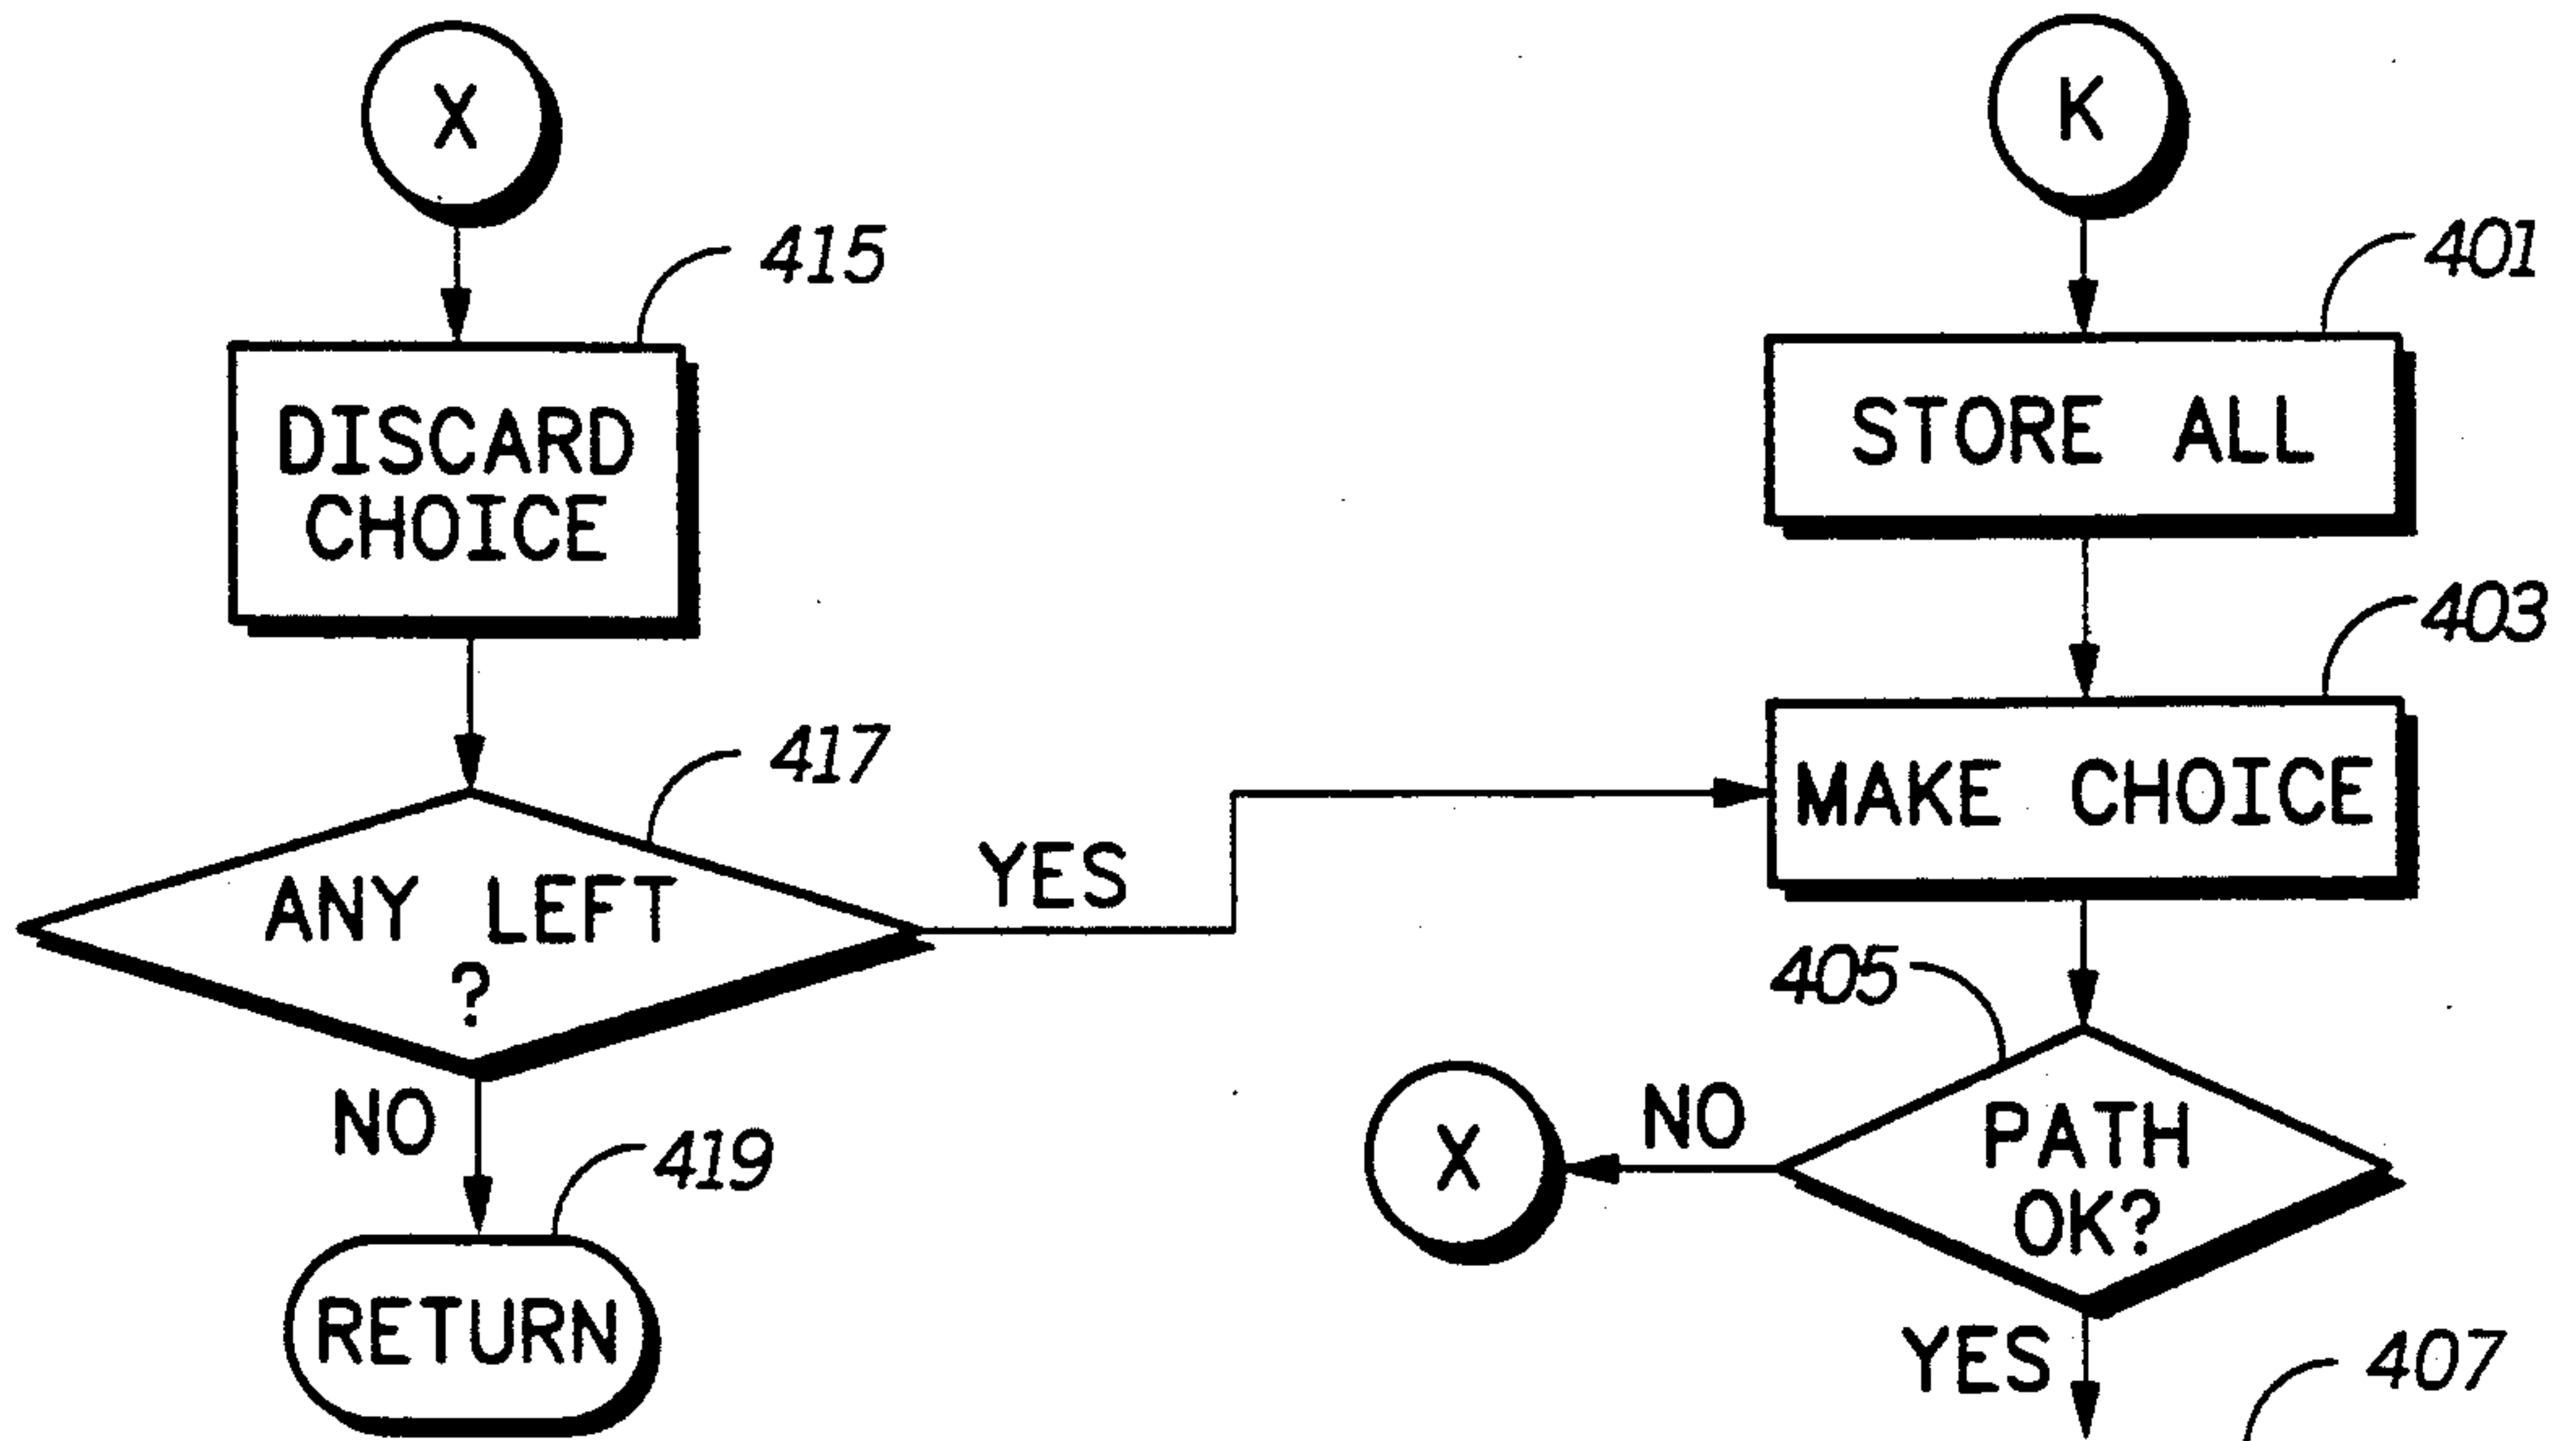 X
415
DISCARD
CHOICE
417
ANY LEFT
?
YES
NO
419
RETURN
K
401
STORE ALL
403
MAKE CHOICE
405
PATH
OK?
NO
X
YES
407